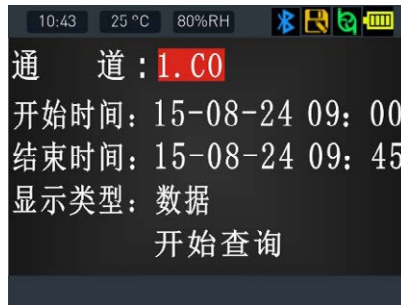 10:43 25 °C 80%RH
通 道：1. CO
开始时间：15-08-24 09：00
结束时间：15-08-24 09：45
显示类型：数据
开始查询